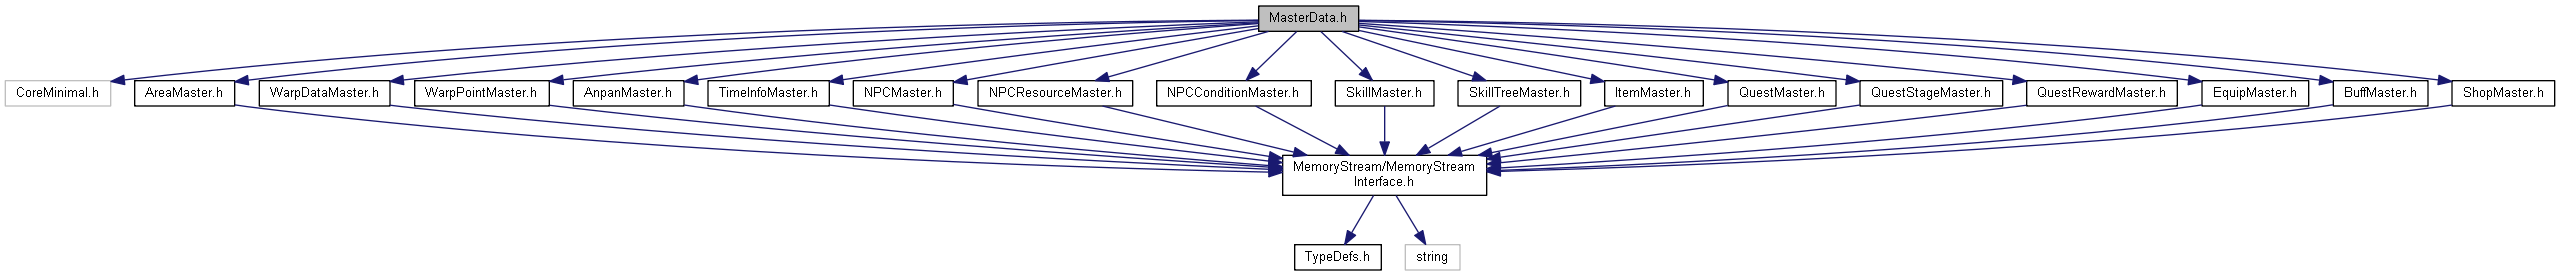 MasterData.h
CoreMinimal.h
AreaMaster.h
WarpDataMaster.h
WarpPointMaster.h
AnpanMaster.h
TimeInfoMaster.h
NPCMaster.h
NPCResourceMaster.h
NPCConditionMaster.h
SkillMaster.h
SkillTreeMaster.h
ItemMaster.h
QuestMaster.h
QuestStageMaster.h
QuestRewardMaster.h
EquipMaster.h
BuffMaster.h
ShopMaster.h
MemoryStream/MemoryStream
Interface.h
TypeDefs.h
string